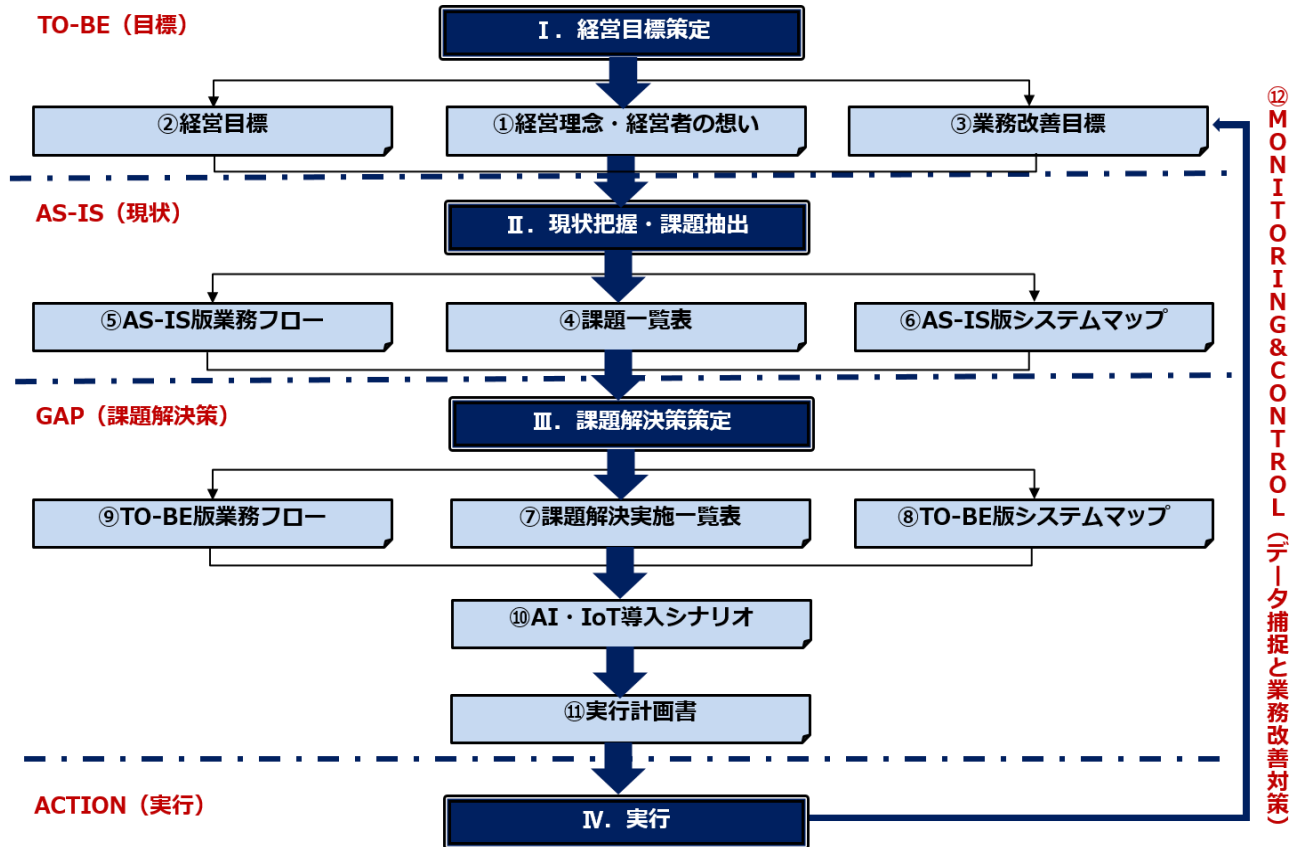 TO-BE（目標）
Ⅰ．経営目標策定
②経営目標
①経営理念・経営者の想い
③業務改善目標
AS-IS（現状）
Ⅱ．現状把握・課題抽出
⑤AS-IS版業務フロー
④課題一覧表
⑥AS-IS版システムマップ
GAP（課題解決策）
Ⅲ．課題解決策策定
⑨TO-BE版業務フロー
⑦課題解決実施一覧表
⑧TO-BE版システムマップ
⑩AI・IoT導入シナリオ
⑪実行計画書
ACTION（実行）
Ⅳ．実行
⑫MONITORING&CONTROL（データ捕捉と業務改善対策）